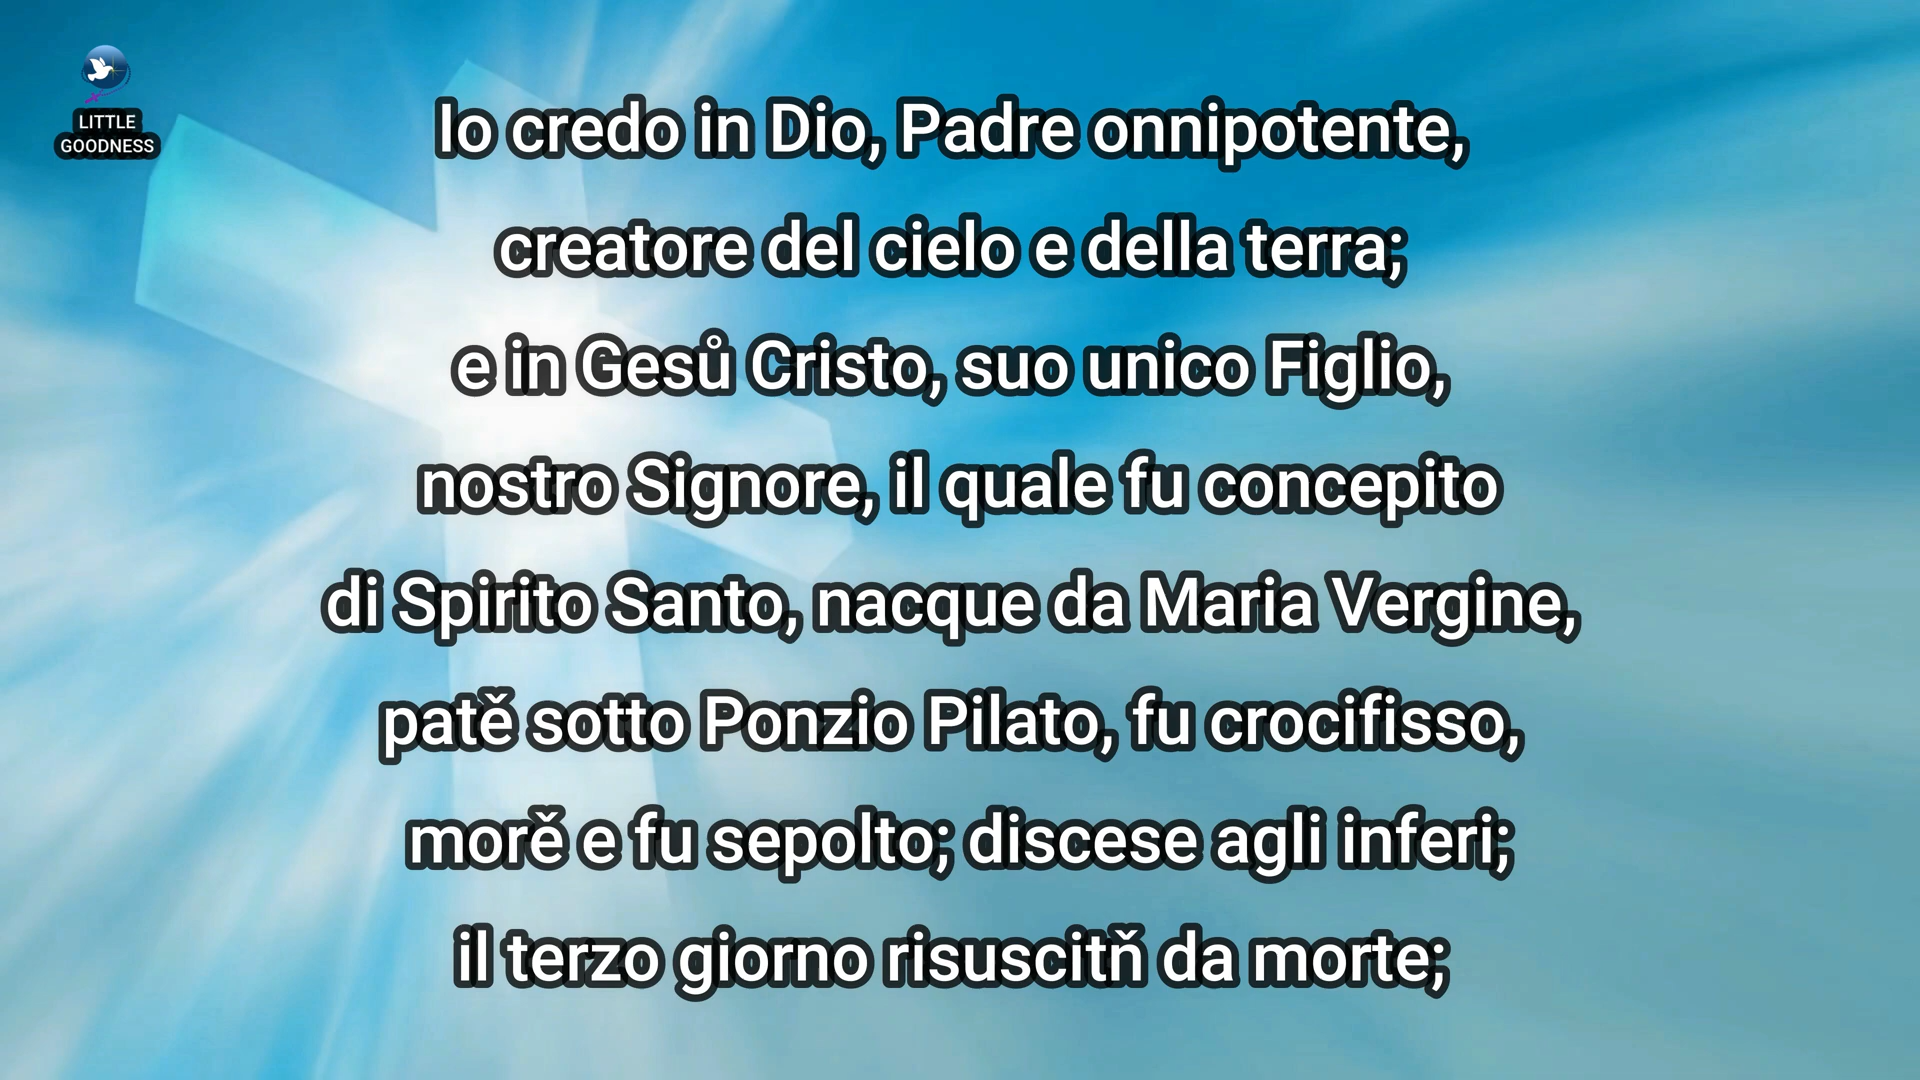 LITTLE
GOODNESS
Io credo in Dio, Padre onnipotente,
creatore del cielo e della terra;
e in Gesů Cristo, suo unico Figlio,
nostro Signore, il quale fu concepito
di Spirito Santo, nacque da Maria Vergine,
patě sotto Ponzio Pilato, fu crocifisso,
morě e fu sepolto; discese agli inferi;
il terzo giorno risuscitň da morte;